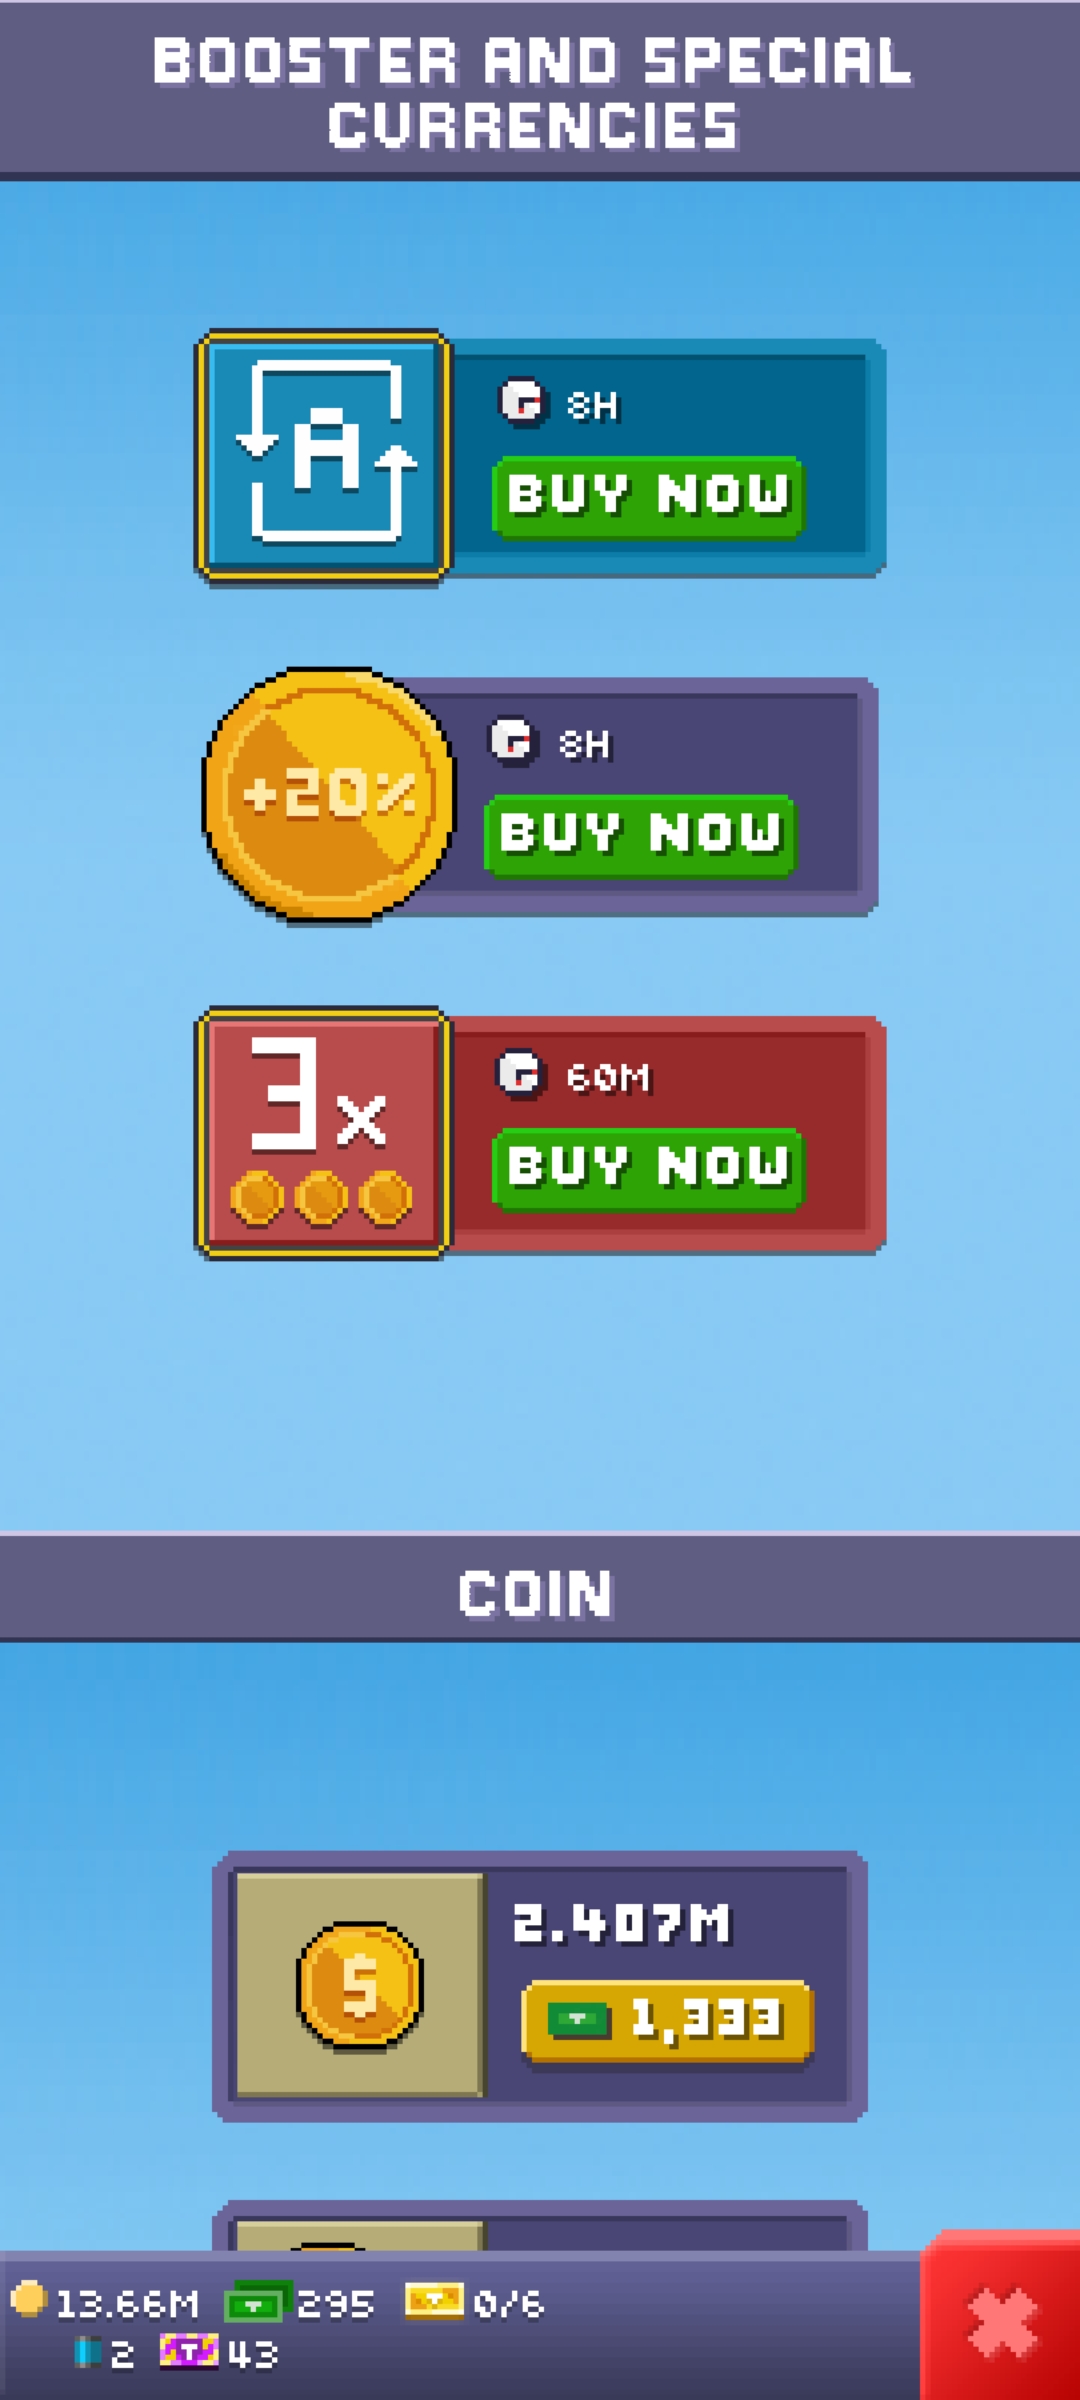 BOOSTER AND SPECIAL
CURRENCIES
A
8H
BUY NOW
+20%
8H
BUY NOW
3x
60M
BUY NOW
COIN
$
2.407M
1,333
13.66M 295 0/6
2 T 43